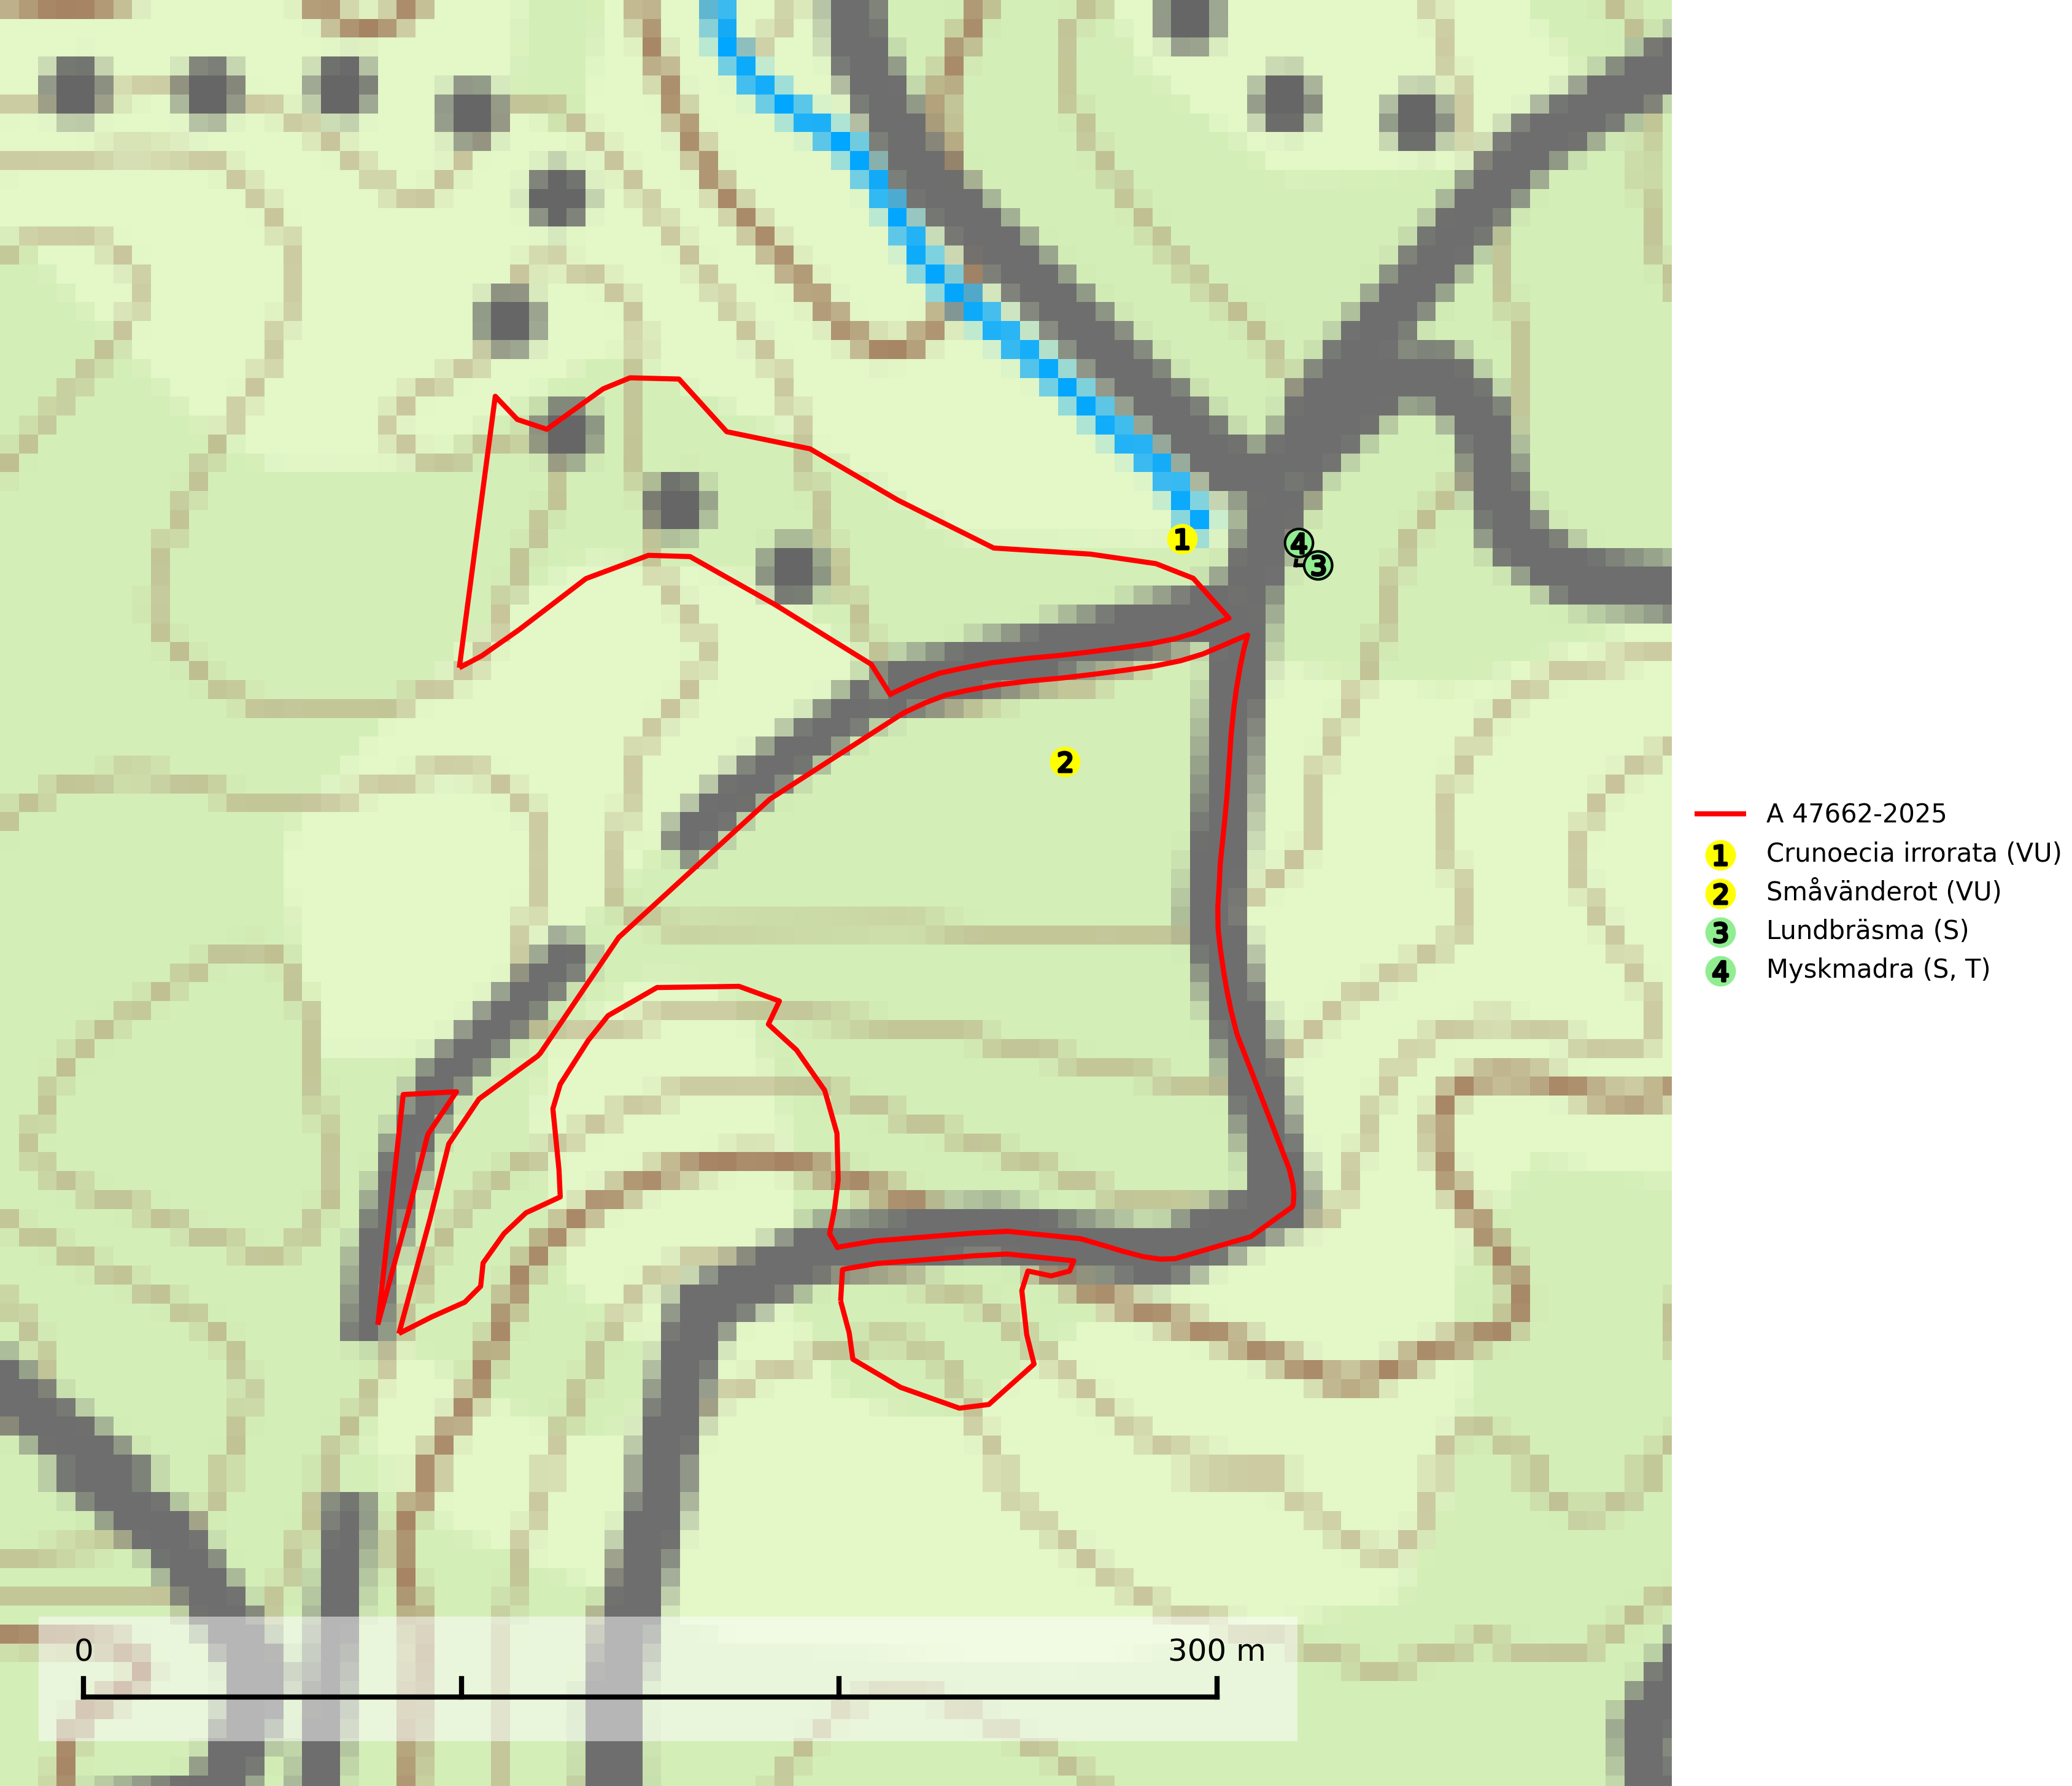 1
4
3
2
A 47662-2025
1 Crunoecia irrorata (VU)
2 Småvänderot (VU)
3 Lundbräsma (S)
4 Myskmadra (S, T)
0 300 m